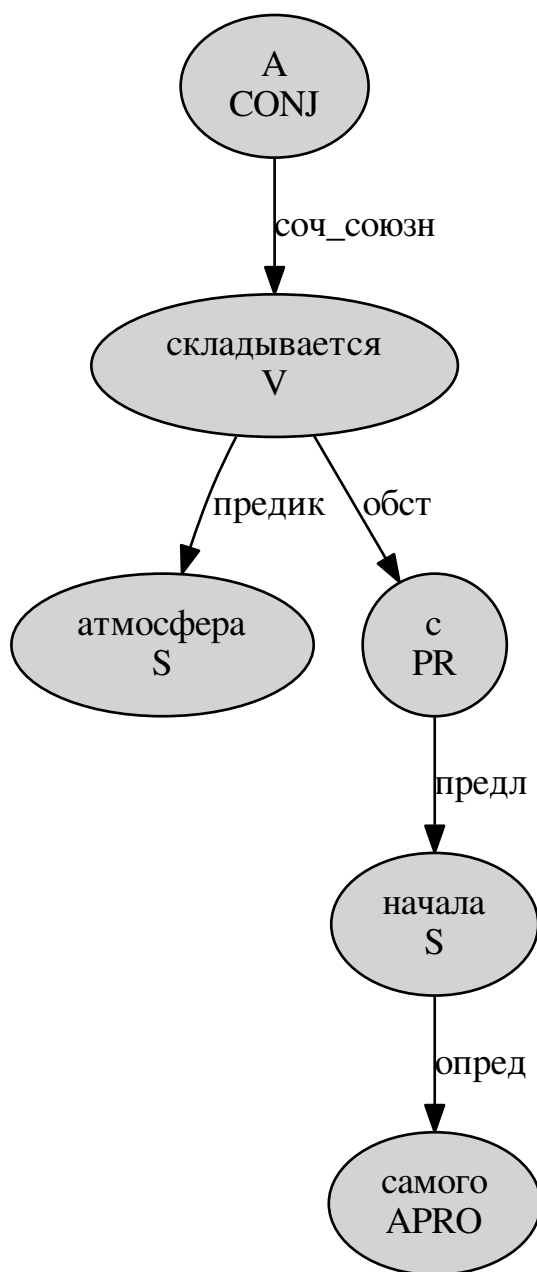 А
CONJ
соч_союзн
складывается
V
предик
обст
атмосфера
S
с
PR
предл
начала
S
опред
самого
APRO